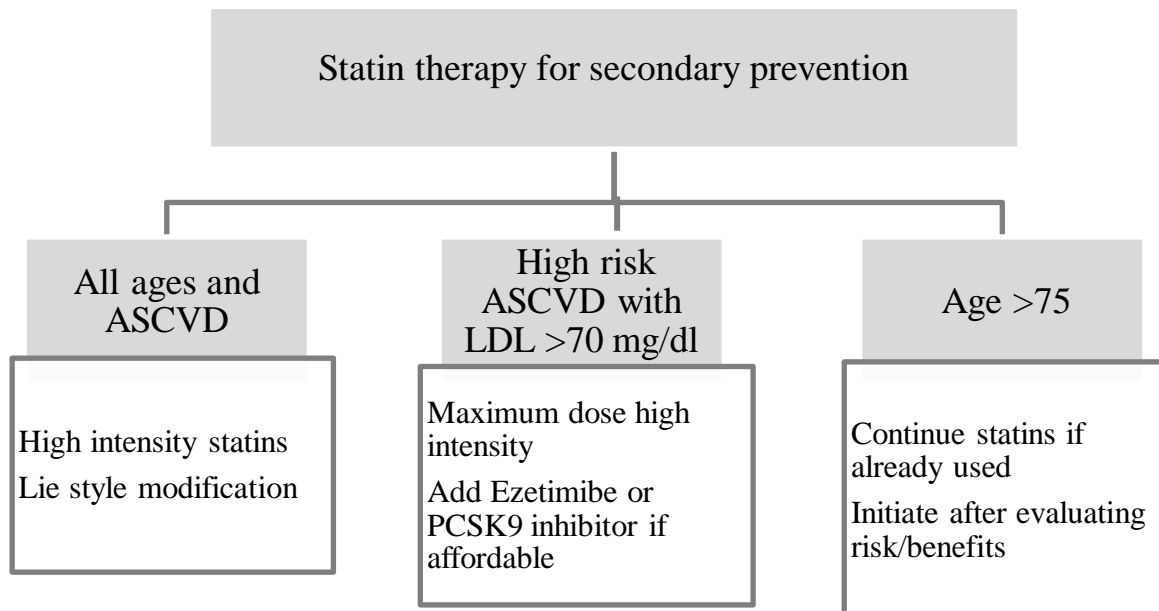 Statin therapy for secondary prevention
All ages and
ASCVD
High intensity statins
Lie style modification
High risk
ASCVD with
LDL >70 mg/dl
Maximum dose high
intensity
Add Ezetimibe or
PCSK9 inhibitor if
affordable
Age >75
Continue statins if
already used
Initiate after evaluating
risk/benefits